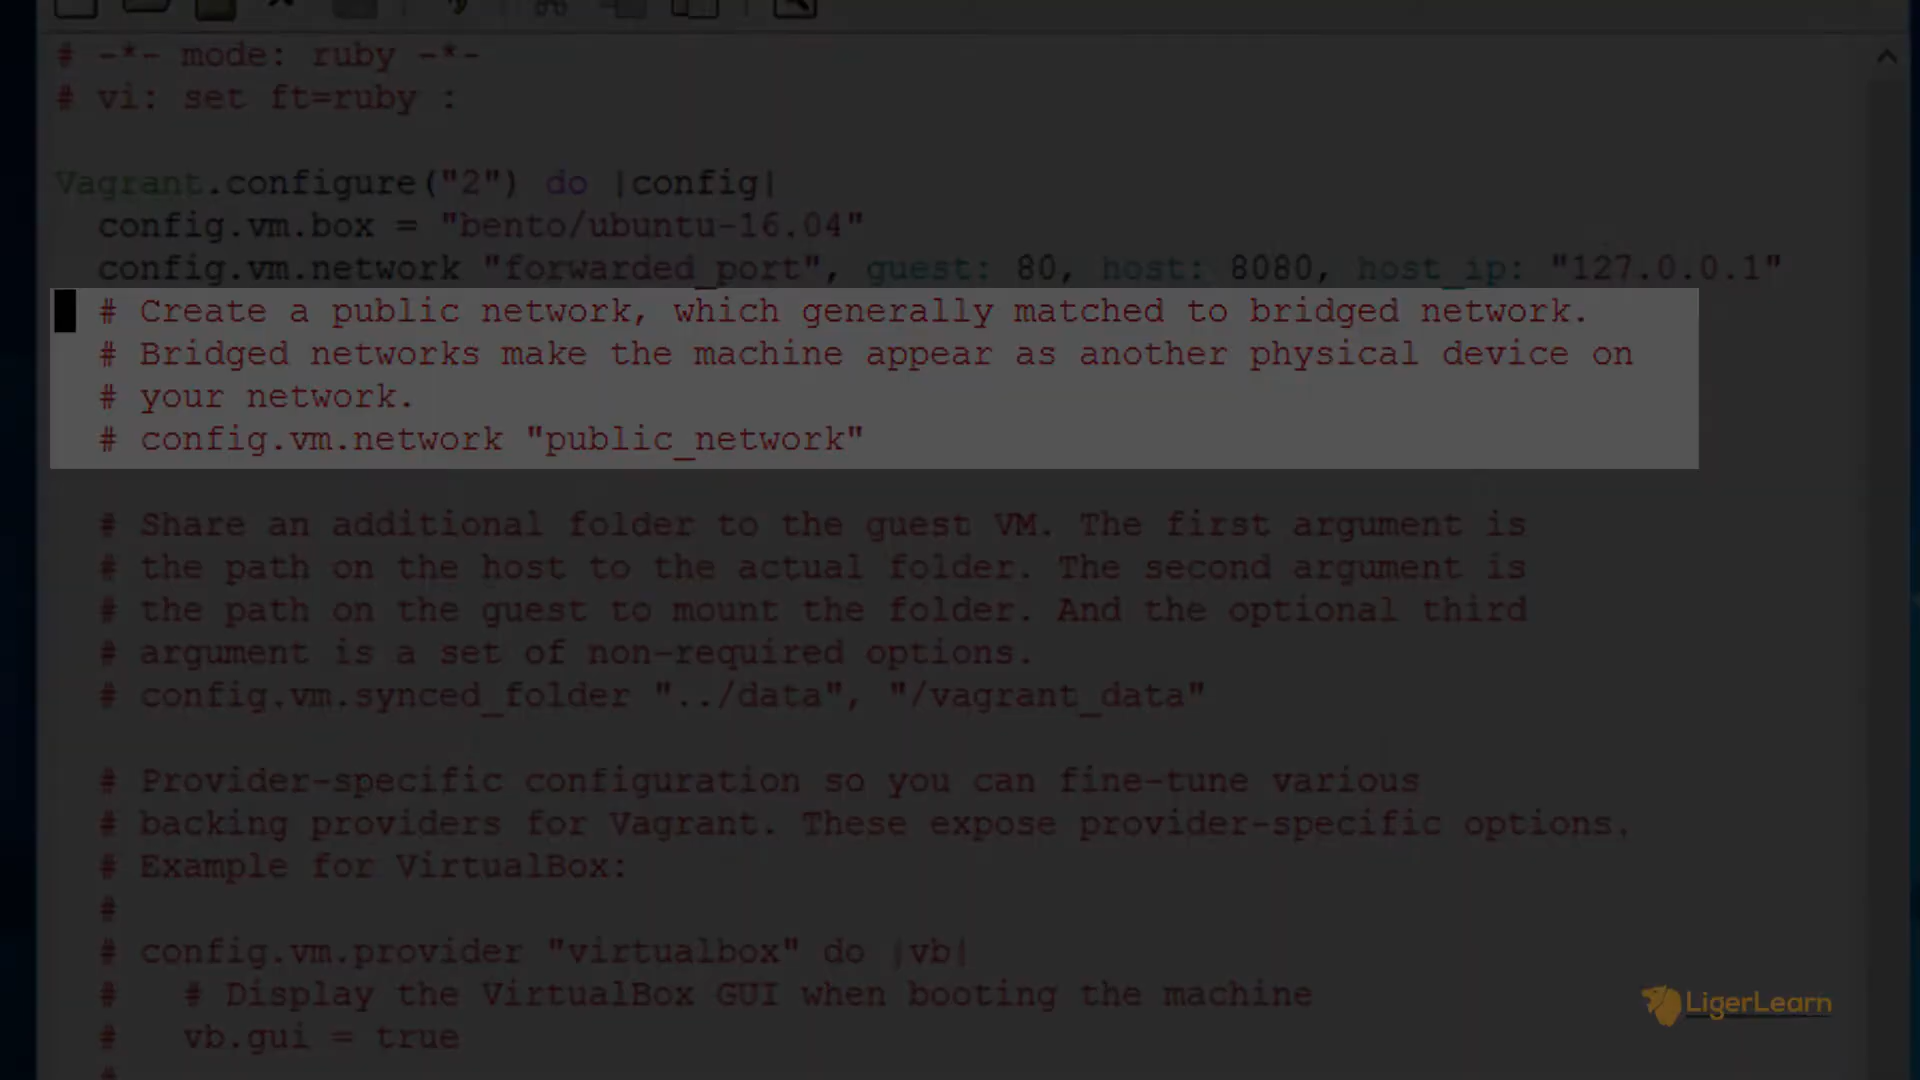 # -*- mode: ruby -*-
# vi: set ft=ruby :
Vagrant.configure("2") do |config|
config.vm.box = "bento/ubuntu-16.04"
config.vm.network "forwarded_port", guest: 80, host: 8080, host_ip: "127.0.0.1"
# Create a public network, which generally matched to bridged network.
# Bridged networks make the machine appear as another physical device on
# your network.
# config.vm.network "public_network"
# Share an additional folder to the guest VM. The first argument is
# the path on the host to the actual folder. The second argument is
# the path on the guest to mount the folder. And the optional third
# argument is a set of non-required options.
# config.vm.synced_folder "../data", "/vagrant_data"
# Provider-specific configuration so you can fine-tune various
# backing providers for Vagrant. These expose provider-specific options.
# Example for VirtualBox:
#
# config.vm.provider "virtualbox" do |vb|
#   # Display the VirtualBox GUI when booting the machine
#   vb.gui = true
#
LigerLearn